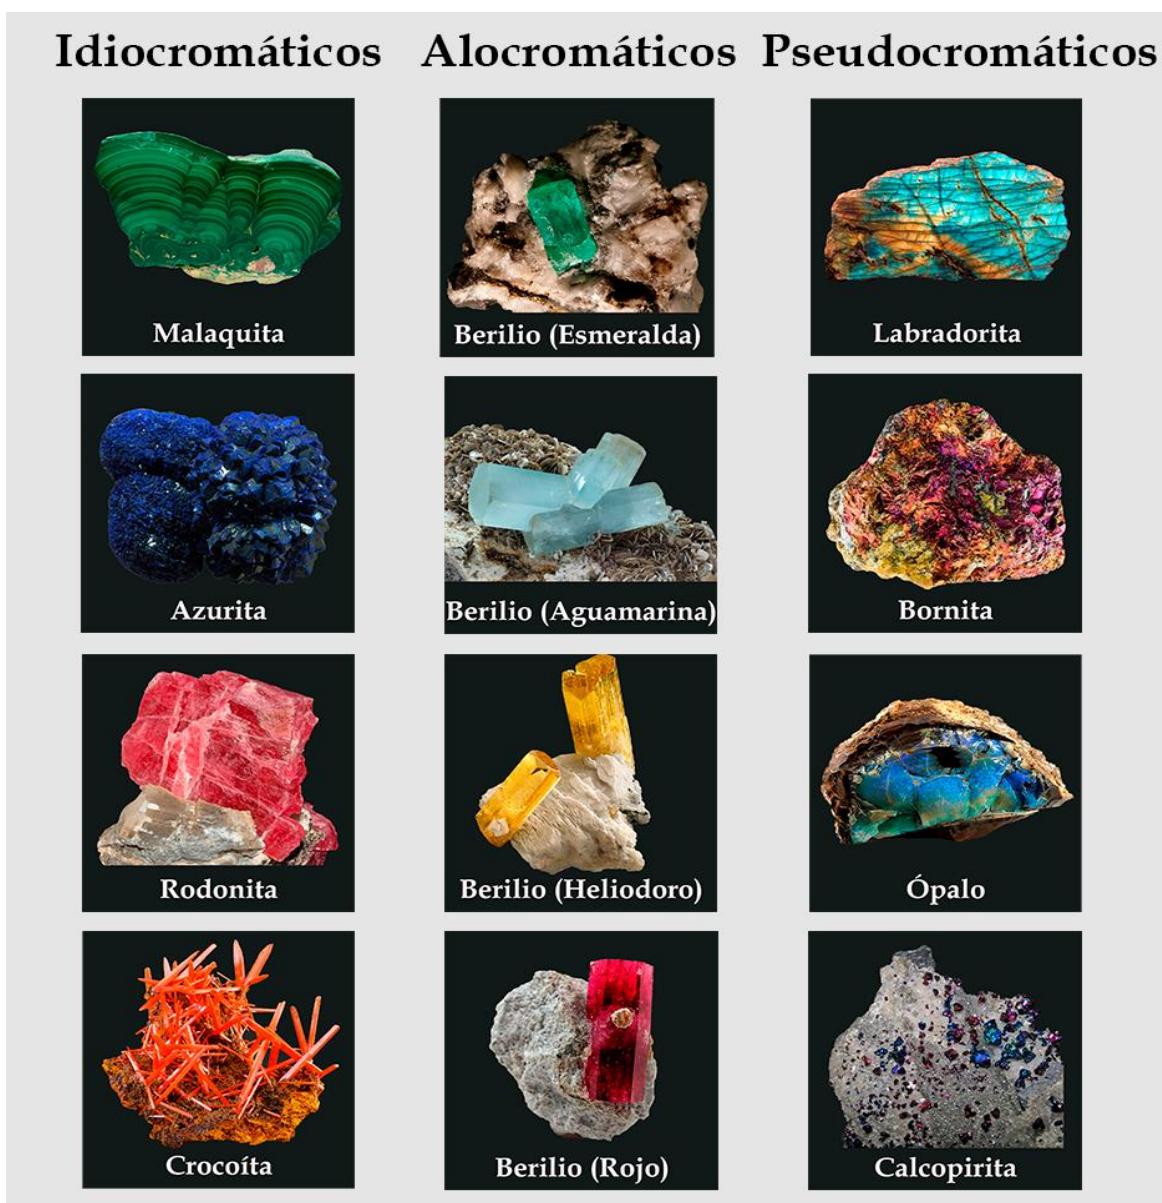 Idiocromáticos Alocromáticos Pseudocromáticos
Malaquita
Berilio (Esmeralda)
Labradorita
Azurita
Berilio (Aguamarina)
Bornita
Rodonita
Berilio (Heliodoro)
Ópalo
Crocoíta
Berilio (Rojo)
Calcopirita